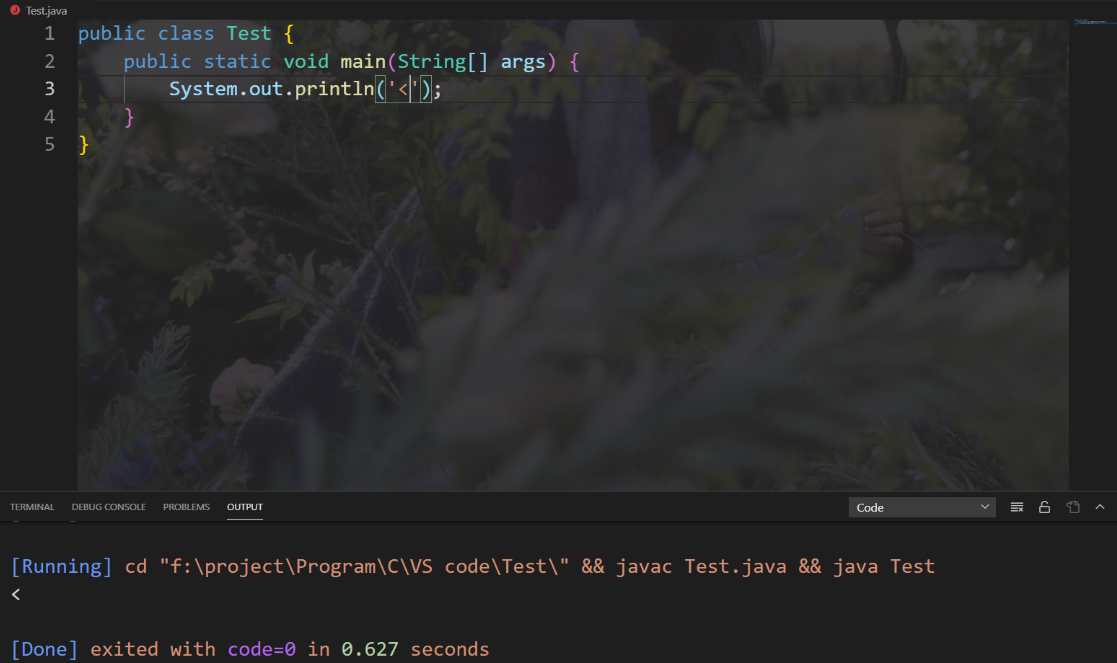 Test.java
1 public class Test {
2 public static void main(String[] args) {
3 System.out.println('<');
4 }
5 }
TERMINAL DEBUG CONSOLE PROBLEMS OUTPUT Code
[Running] cd "f:\project\Program\C\VS code\Test\" && javac Test.java && java Test
<
[Done] exited with code=0 in 0.627 seconds